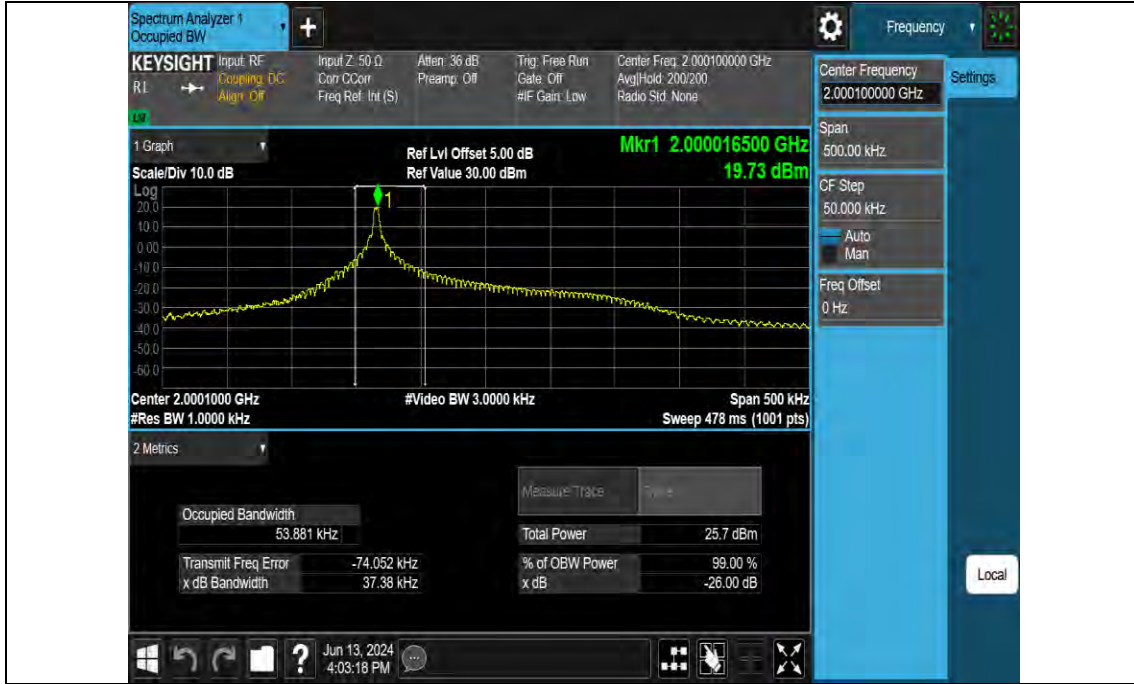 Spectrum Analyzer 1
Occupied BW
Frequency
KEYSIGHT
Input: RF
Coupling: DC
Align: Off
RL
Input Z: 50 Ω
Corr CCorr
Freq Ref: Int (S)
Atten: 36 dB
Preamp: Off
Trig: Free Run
Gate: Off
#IF Gain: Low
Center Freq: 2.000100000 GHz
Avg|Hold: 200/200
Radio Std: None
Center Frequency
2.000100000 GHz
Settings
Span
500.00 kHz
CF Step
50.000 kHz
Auto
Man
Freq Offset
0 Hz
Local
1 Graph
Scale/Div 10.0 dB
Ref Lvl Offset 5.00 dB
Ref Value 30.00 dBm
Mkr1 2.000016500 GHz
19.73 dBm
Log
20.0
10.0
0.00
-10.0
-20.0
-30.0
-40.0
-50.0
-60.0
1
Center 2.0001000 GHz
#Video BW 3.0000 kHz
Span 500 kHz
#Res BW 1.0000 kHz
Sweep 478 ms (1001 pts)
2 Metrics
Measure Trace
Occupied Bandwidth
53.881 kHz
Total Power 25.7 dBm
Transmit Freq Error -74.052 kHz
% of OBW Power 99.00 %
x dB Bandwidth 37.38 kHz
x dB -26.00 dB
Jun 13, 2024
4:03:18 PM